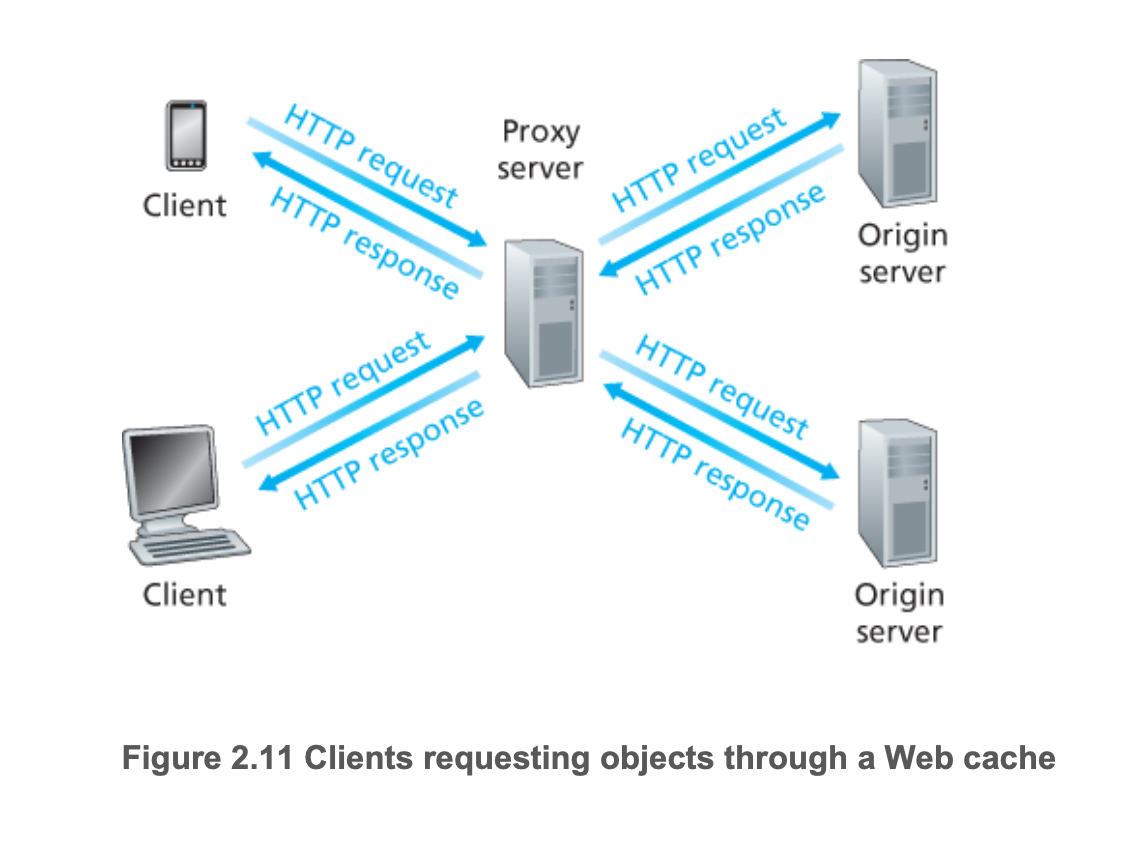 HTTP request
HTTP response
Client
Proxy
server
HTTP request
HTTP response
Origin
server
HTTP request
HTTP response
Client
HTTP request
HTTP response
Origin
server
Figure 2.11 Clients requesting objects through a Web cache